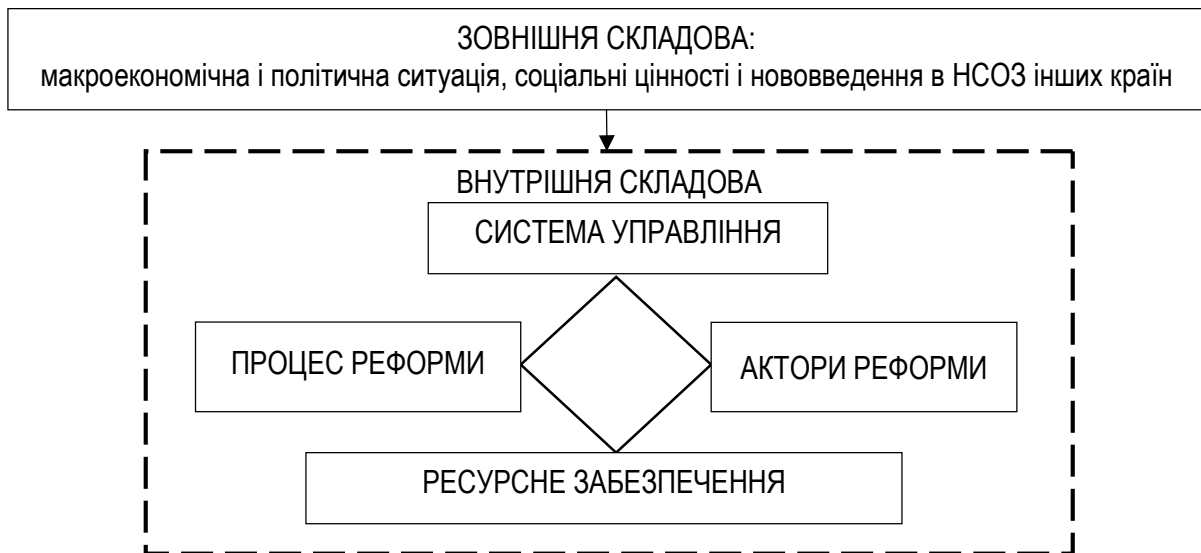 ЗОВНІШНЯ СКЛАДОВА:
макроекономічна і політична ситуація, соціальні цінності і нововведення в НСОЗ інших країн
ВНУТРІШНЯ СКЛАДОВА
СИСТЕМА УПРАВЛІННЯ
ПРОЦЕС РЕФОРМИ
АКТОРИ РЕФОРМИ
РЕСУРСНЕ ЗАБЕЗПЕЧЕННЯ